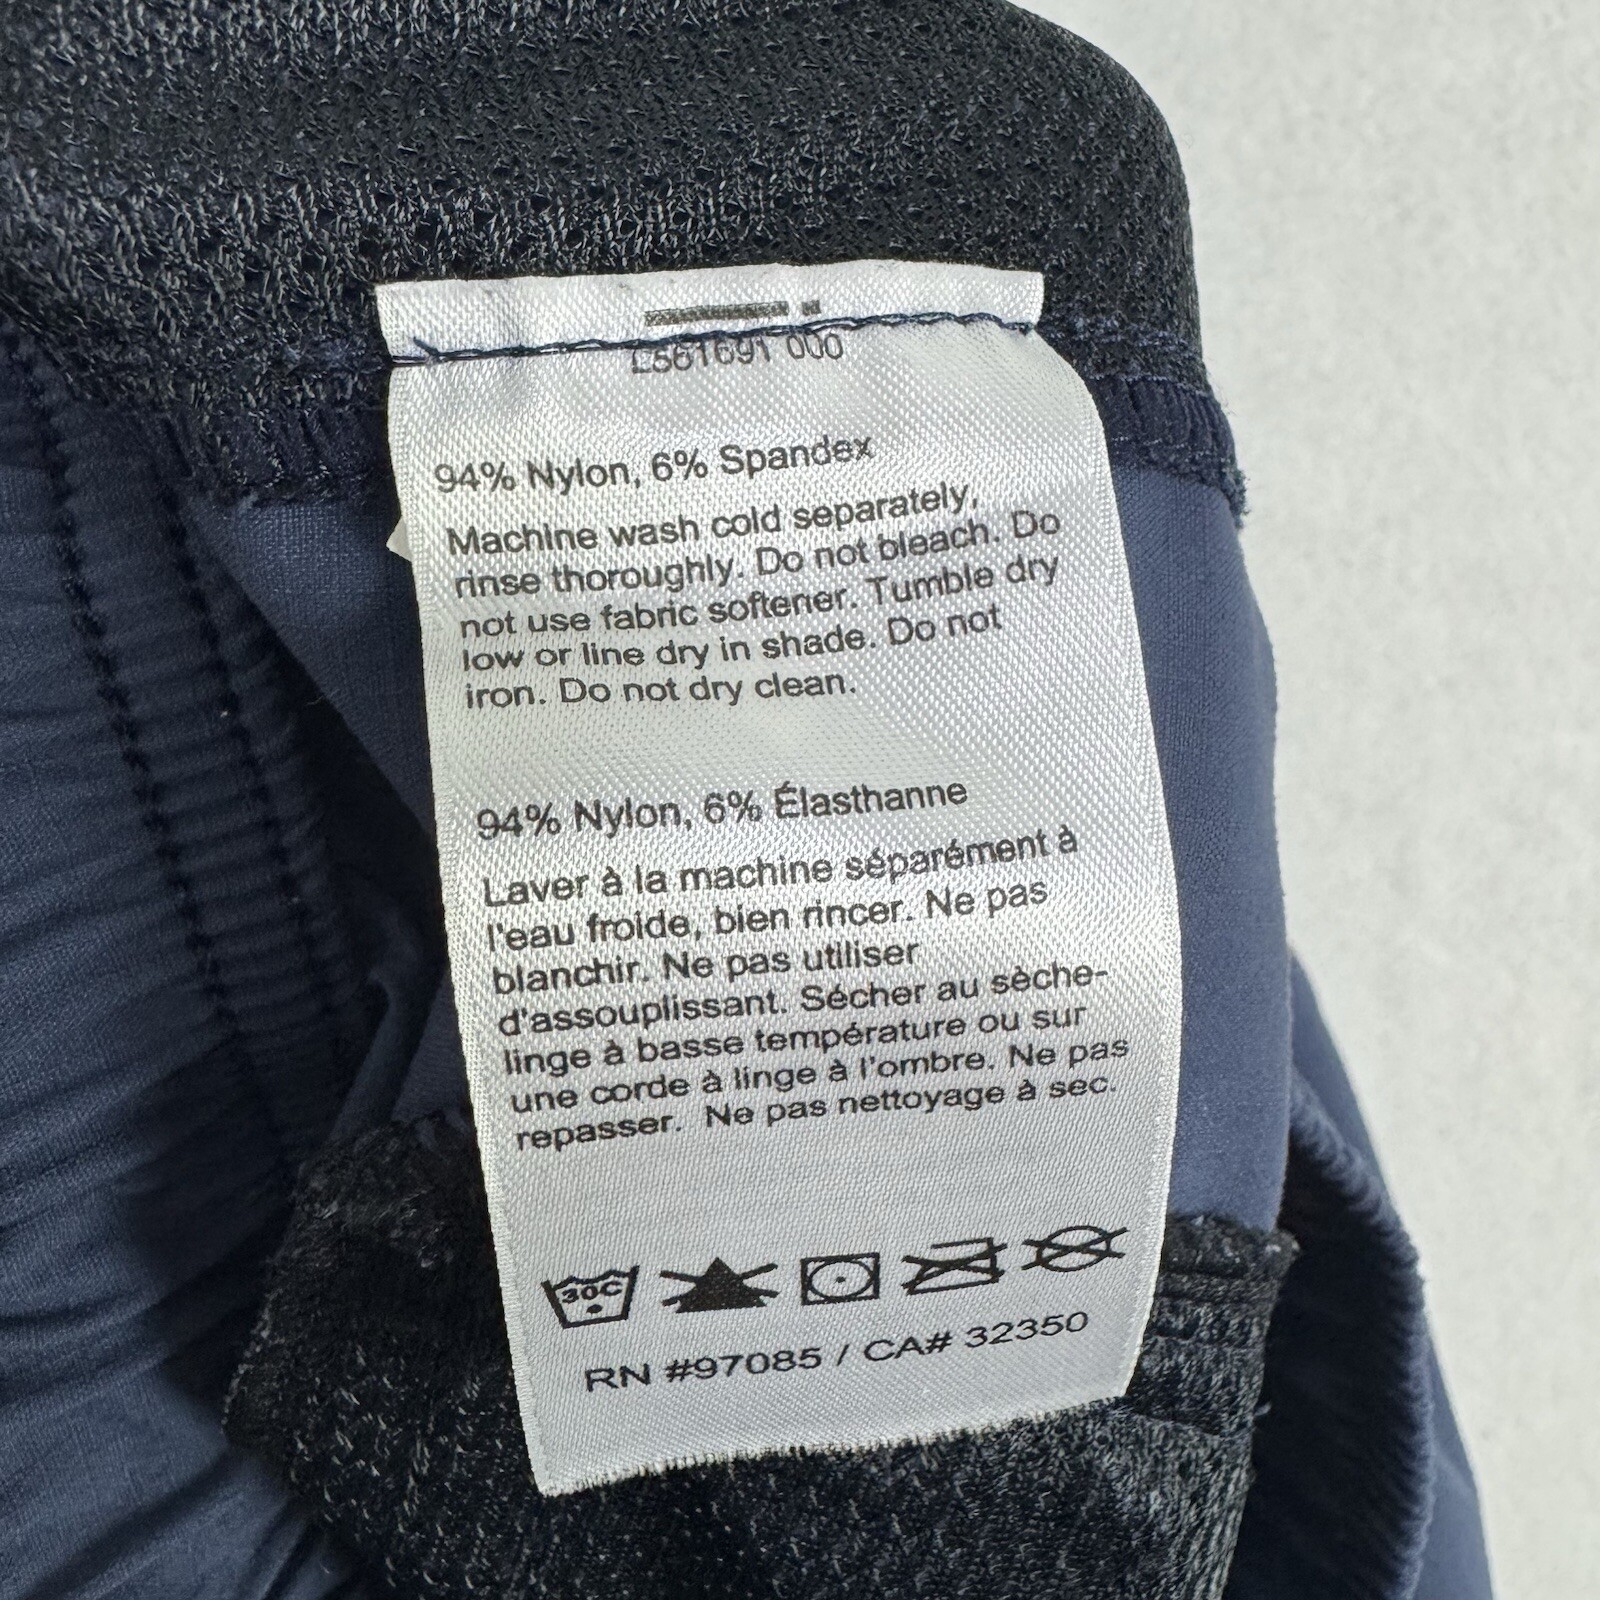 L561691 000
94% Nylon, 6% Spandex
Machine wash cold separately,
rinse thoroughly. Do not bleach. Do
not use fabric softener. Tumble dry
low or line dry in shade. Do not
iron. Do not dry clean.
94% Nylon, 6% Élasthanne
Laver à la machine séparément à
l'eau froide, bien rincer. Ne pas
blanchir. Ne pas utiliser
d'assouplissant. Sécher au sèche-
linge à basse température ou sur
une corde à linge à l'ombre. Ne pas
repasser. Ne pas nettoyage à sec.
30C
RN #97085 / CA# 32350